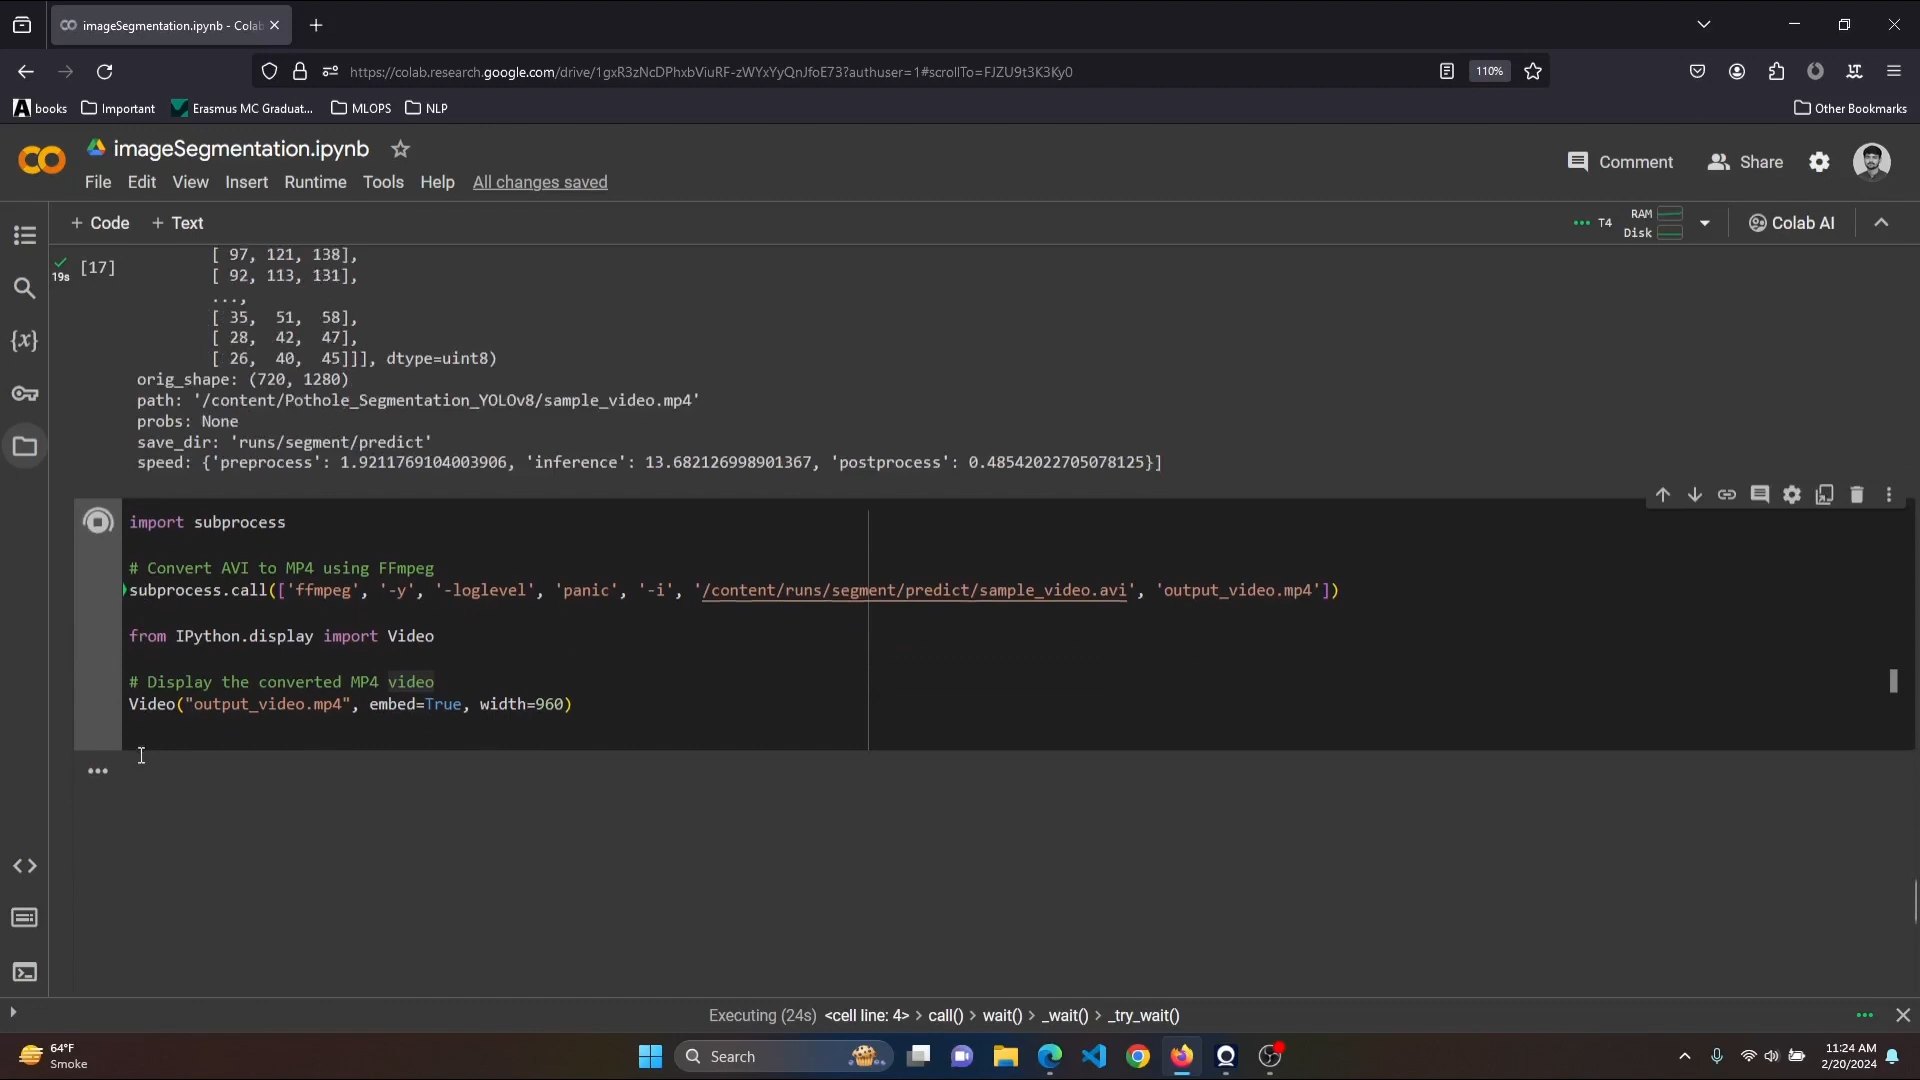 imageSegmentation.ipynb - Colab
https://colab.research.google.com/drive/1gxR3zNcDPhxbViuRF-zWYxYyQnJfoE73?authuser=1#scrollTo=FJZU9t3K3Ky0
110%
books
Important
Erasmus MC Graduat...
MLOPS
NLP
Other Bookmarks
imageSegmentation.ipynb
Comment
Share
File
Edit
View
Insert
Runtime
Tools
Help
All changes saved
+ Code
+ Text
T4
RAM
Disk
Colab AI
19s
[17]
[ 97, 121, 138],
[ 92, 113, 131],
...,
[ 35,  51,  58],
[ 28,  42,  47],
[ 26,  40,  45]]], dtype=uint8)
orig_shape: (720, 1280)
path: '/content/Pothole_Segmentation_YOLOv8/sample_video.mp4'
probs: None
save_dir: 'runs/segment/predict'
speed: {'preprocess': 1.9211769104003906, 'inference': 13.682126998901367, 'postprocess': 0.48542022705078125}]
import subprocess
# Convert AVI to MP4 using FFmpeg
subprocess.call(['ffmpeg', '-y', '-loglevel', 'panic', '-i', '/content/runs/segment/predict/sample_video.avi', 'output_video.mp4'])
from IPython.display import Video
# Display the converted MP4 video
Video("output_video.mp4", embed=True, width=960)
Executing (24s) <cell line: 4> > call() > wait() > _wait() > _try_wait()
64°F
Smoke
Search
11:24 AM
2/20/2024